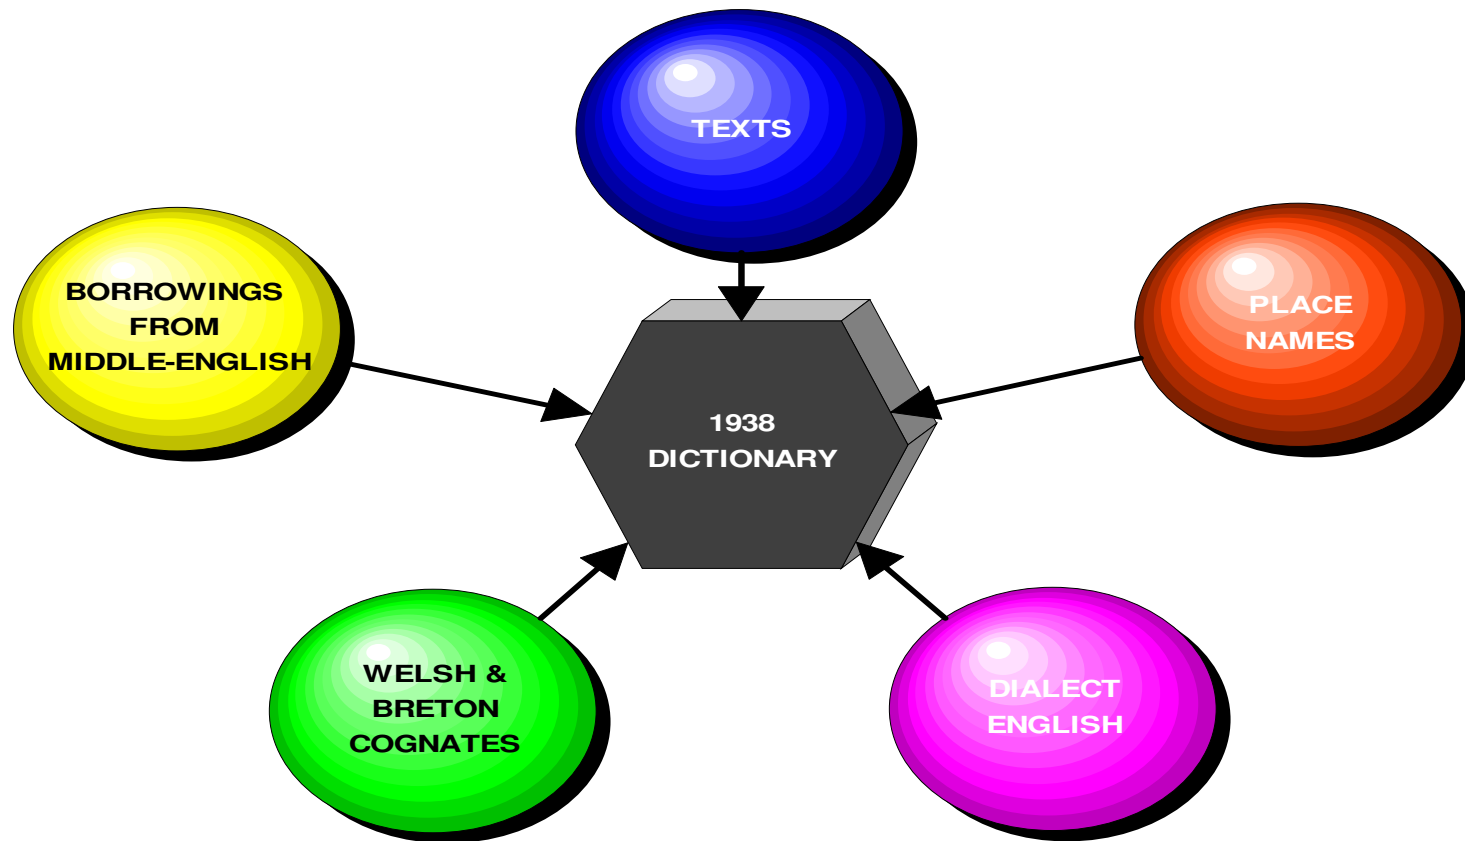 TEXTS
BORROWINGS
FROM
MIDDLE-ENGLISH
PLACE
NAMES
1938
DICTIONARY
WELSH &
BRETON
COGNATES
DIALECT
ENGLISH